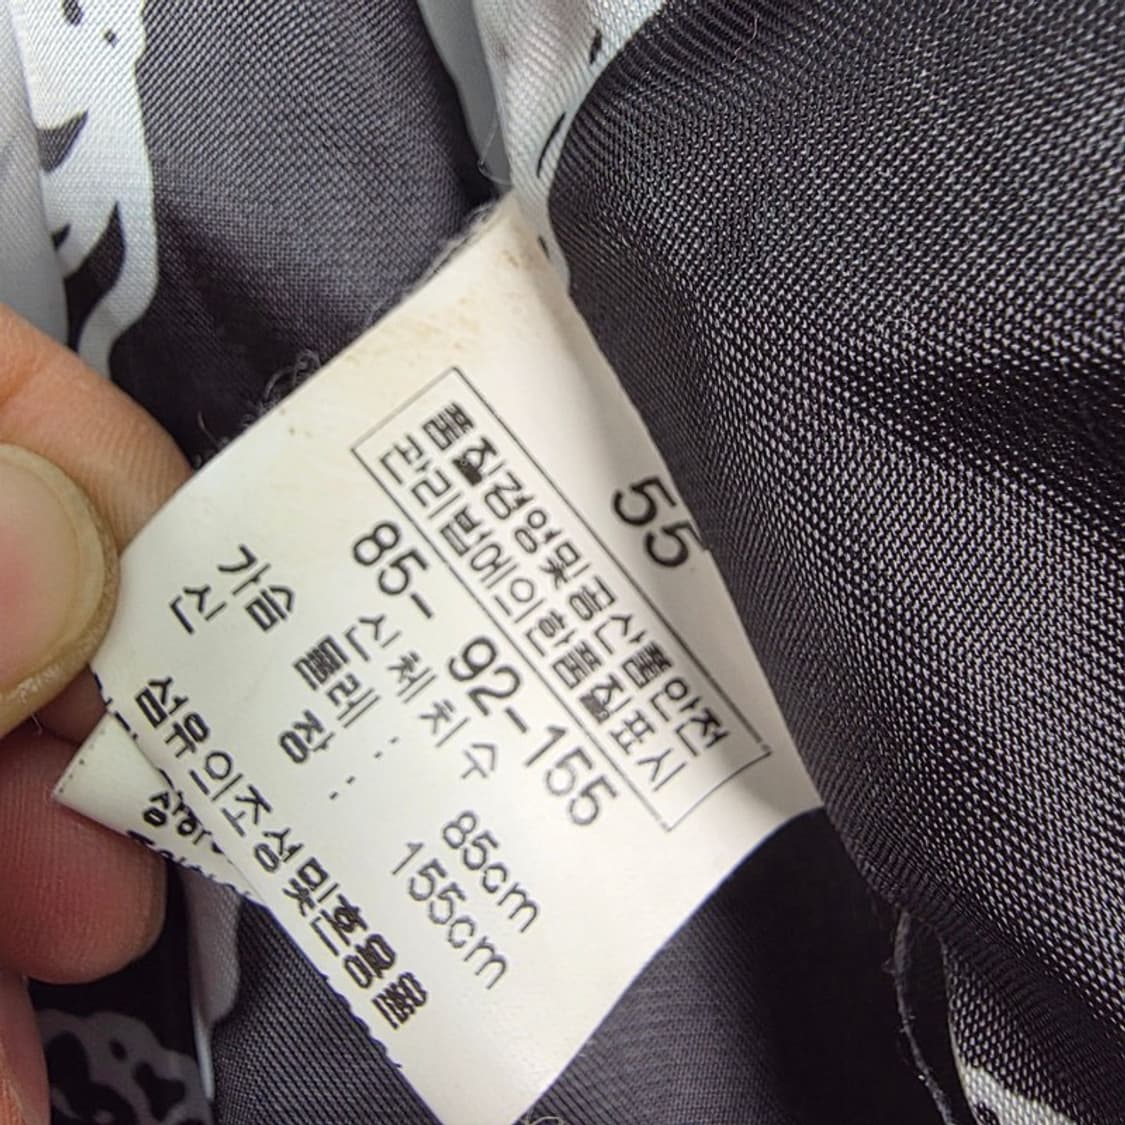 55
품질경영및공산품안전
관리법에의한품질표시
85- 92-155
신체치수
가슴 둘레 : 85cm
신 장 : 155cm
섬유의조성및혼용율